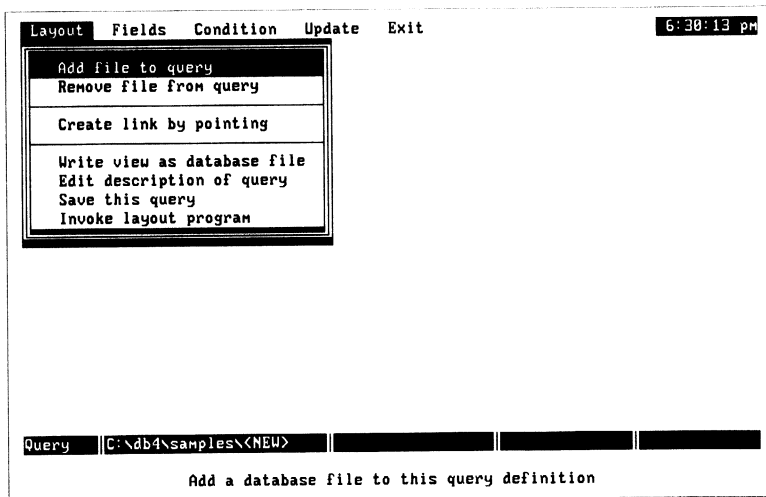 Layout Fields Condition Update Exit 6:30:13 pm
Add file to query
Remove file from query
Create link by pointing
Write view as database file
Edit description of query
Save this query
Invoke layout program
Query C:\db4\samples\<NEW>
Add a database file to this query definition